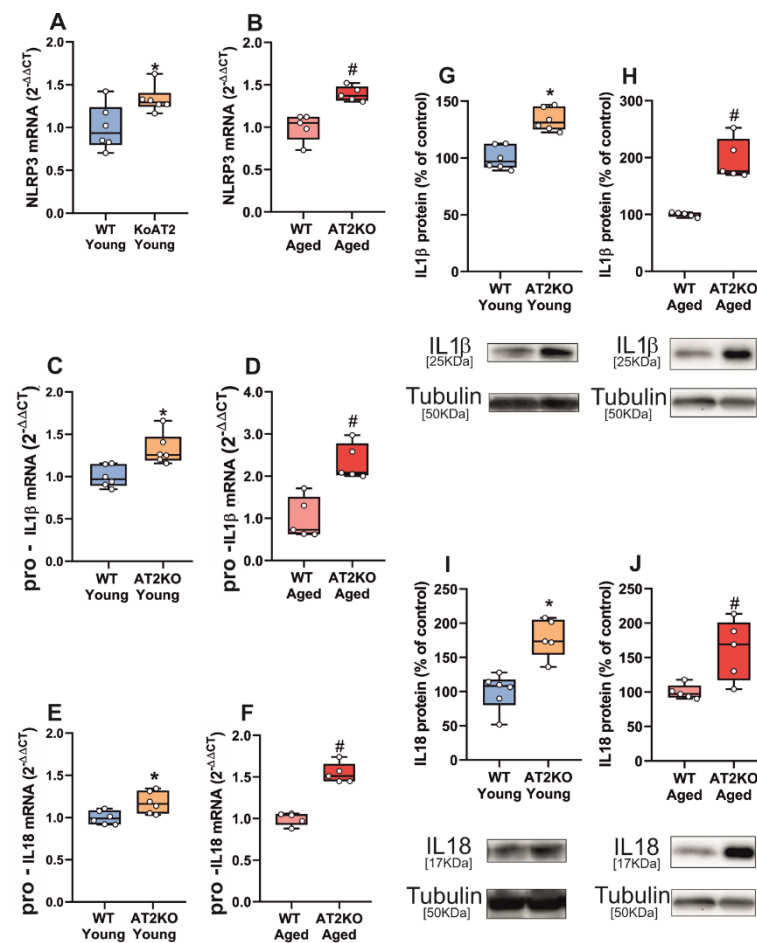 A
NLRP3 mRNA (2^-ΔΔCT)
2.0
1.5
1.0
0.5
0.0
*
WT
Young
KoAT2
Young
B
NLRP3 mRNA (2^-ΔΔCT)
2.0
1.5
1.0
0.5
0.0
#
WT
Aged
AT2KO
Aged
C
pro - IL1β mRNA (2^-ΔΔCT)
2.0
1.5
1.0
0.5
0.0
*
WT
Young
AT2KO
Young
D
pro -IL1β mRNA (2^-ΔΔCT)
4.0
3.0
2.0
1.0
0.0
#
WT
Aged
AT2KO
Aged
E
pro - IL18 mRNA (2^-ΔΔCT)
2.0
1.5
1.0
0.5
0.0
*
WT
Young
AT2KO
Young
F
pro -IL18 mRNA (2^-ΔΔCT)
2.0
1.5
1.0
0.5
0.0
#
WT
Aged
AT2KO
Aged
G
IL1β protein (% of control)
150
100
50
0
*
WT
Young
AT2KO
Young
IL1β
[25KDa]
Tubulin
[50KDa]
H
IL1β protein (% of control)
300
200
100
0
#
WT
Aged
AT2KO
Aged
IL1β
[25KDa]
Tubulin
[50KDa]
I
IL18 protein (% of control)
250
200
150
100
50
0
*
WT
Young
AT2KO
Young
IL18
[17KDa]
Tubulin
[50KDa]
J
IL18 protein (% of control)
250
200
150
100
50
0
#
WT
Aged
AT2KO
Aged
IL18
[17KDa]
Tubulin
[50KDa]